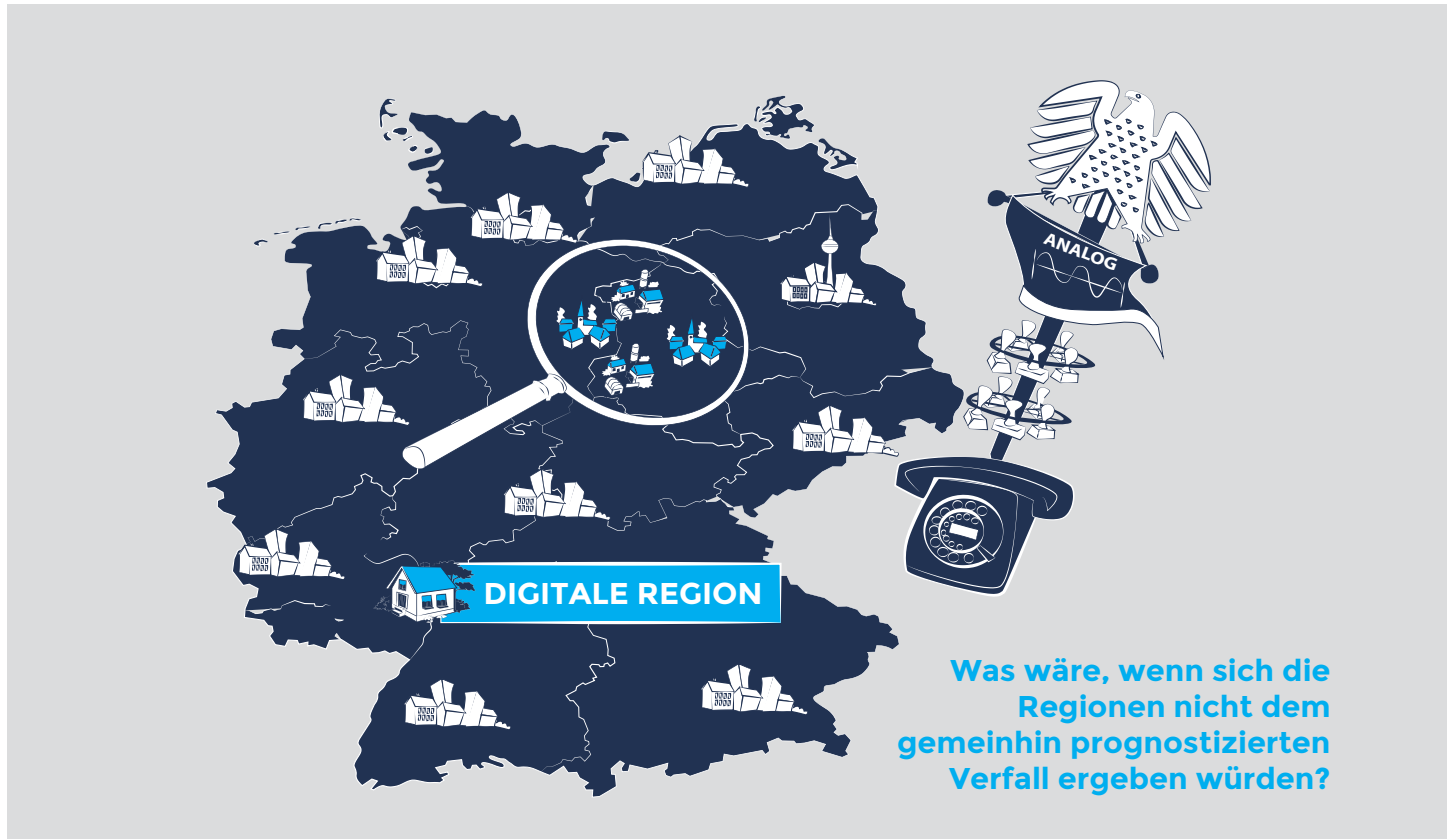 ANALOG
DIGITALE REGION
Was wäre, wenn sich die
Regionen nicht dem
gemeinhin prognostizierten
Verfall ergeben würden?